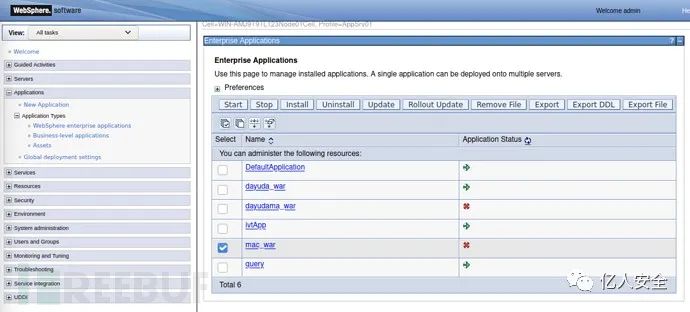 WebSphere. software
Welcome admin
View: All tasks
Cell=WIN-AMD9T9TL123Node01Cell, Profile=AppSrv01
Welcome
Guided Activities
Servers
Applications
New Application
Application Types
WebSphere enterprise applications
Business-level applications
Assets
Global deployment settings
Services
Resources
Security
Environment
System administration
Users and Groups
Monitoring and Tuning
Troubleshooting
Service integration
UDDI
Enterprise Applications
? –
Enterprise Applications
Use this page to manage installed applications. A single application can be deployed onto multiple servers.
Preferences
Start Stop Install Uninstall Update Rollout Update Remove File Export Export DDL Export File
Select Name Application Status
You can administer the following resources:
DefaultApplication
dayuda_war
dayudama_war
ivtApp
mac_war
query
Total 6
REEBUF
亿人安全